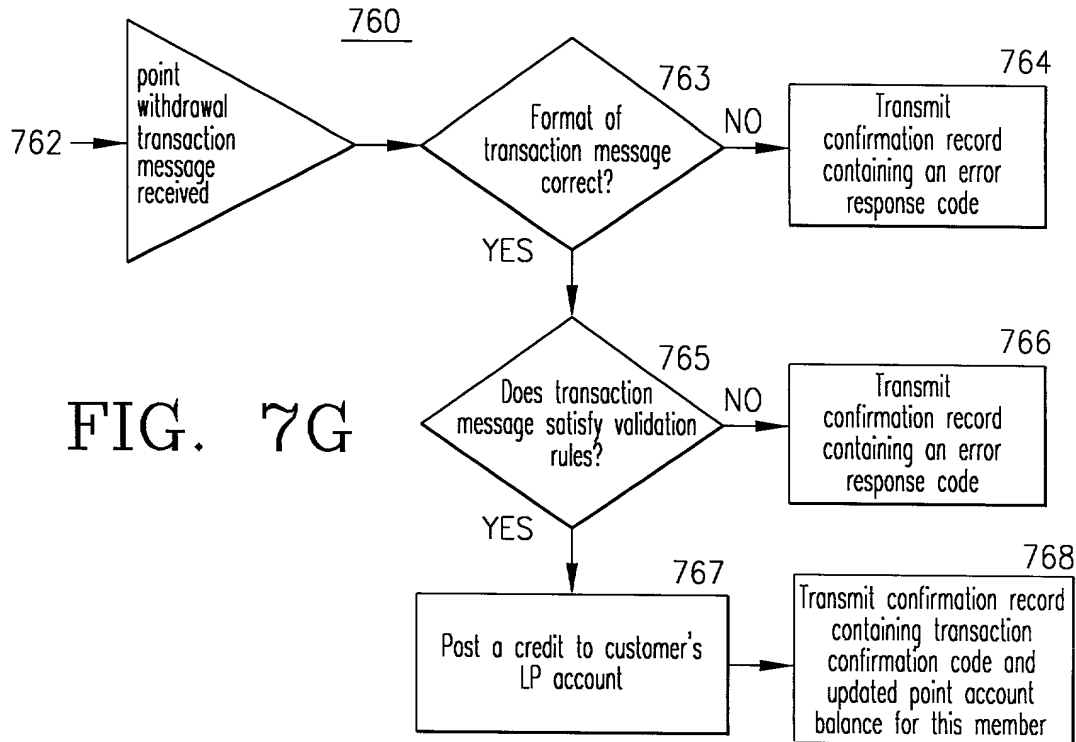 760
762
point
withdrawal
transaction
message
received
763
Format of
transaction message
correct?
NO
764
Transmit
confirmation record
containing an error
response code
YES
765
Does transaction
message satisfy validation
rules?
NO
766
Transmit
confirmation record
containing an error
response code
FIG. 7G
YES
767
Post a credit to customer's
LP account
768
Transmit confirmation record
containing transaction
confirmation code and
updated point account
balance for this member